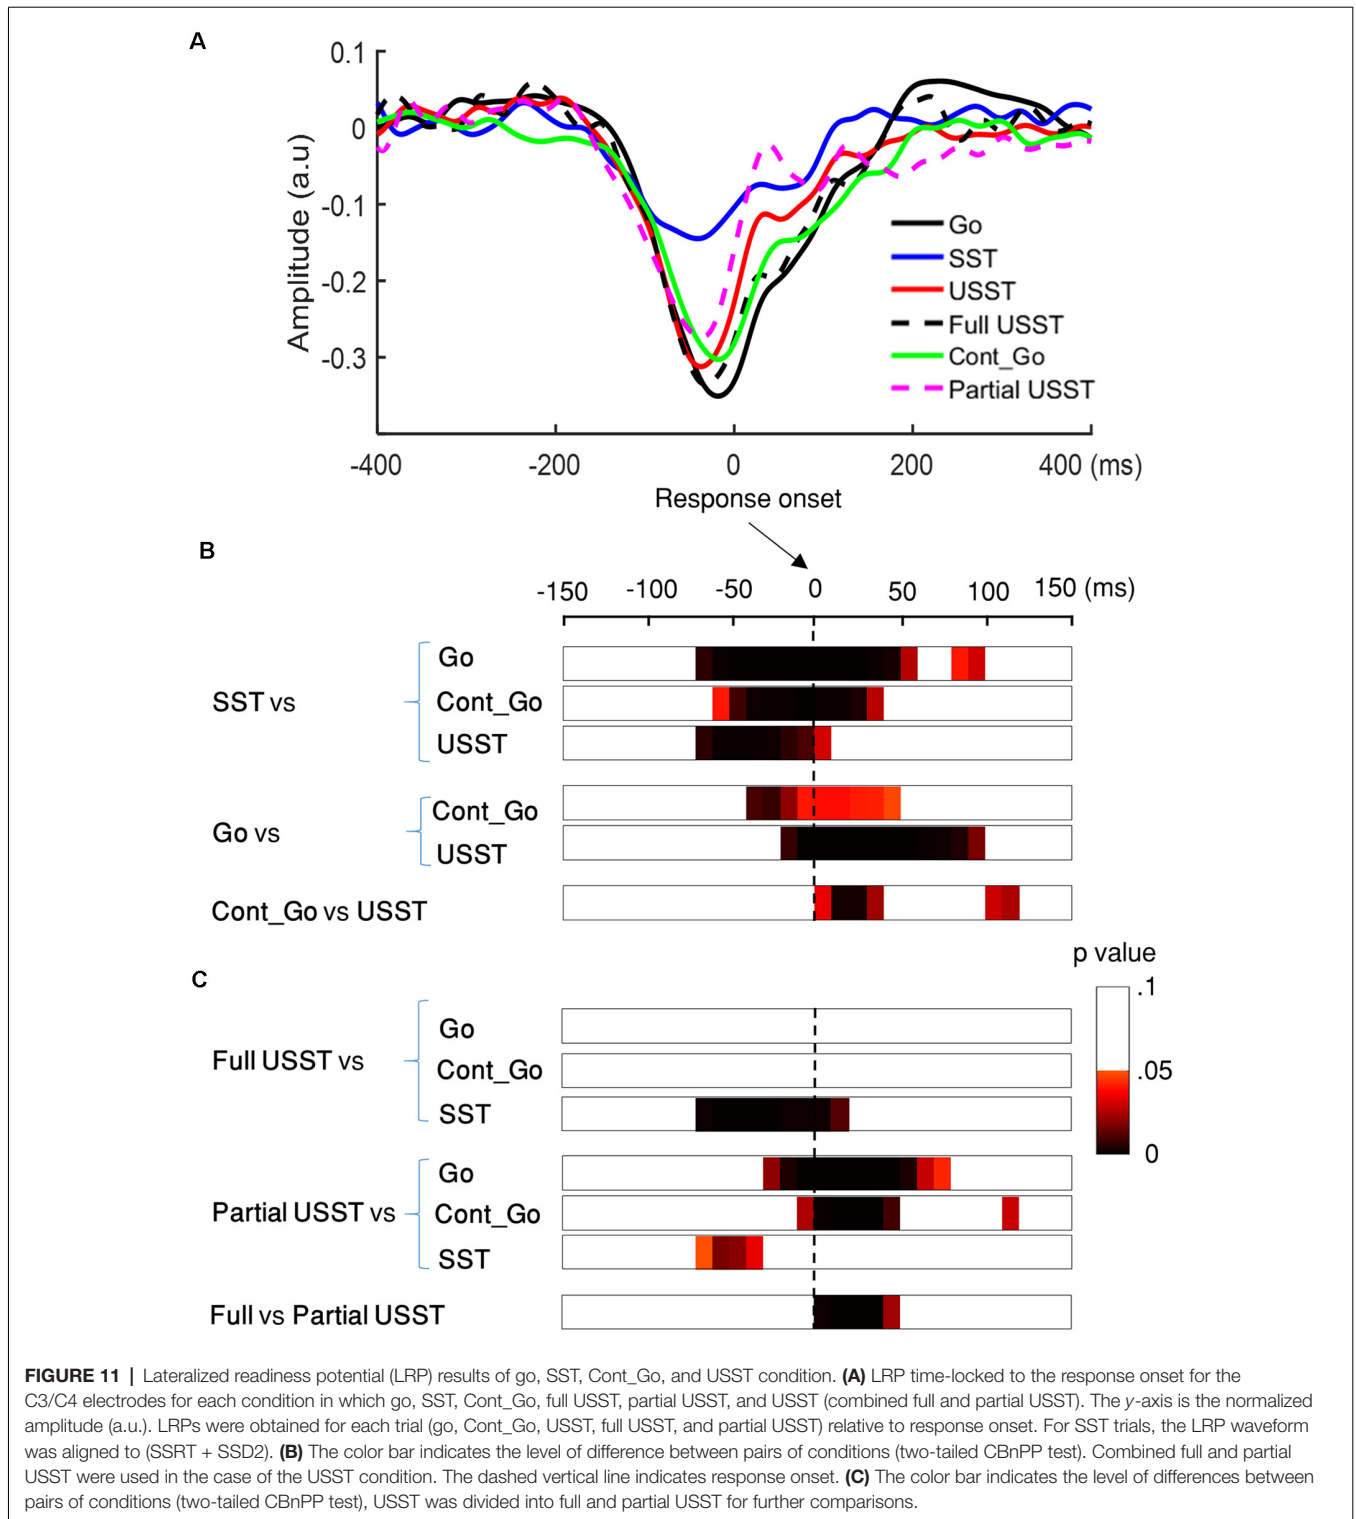 A
0.1
0
-0.1
-0.2
-0.3
Amplitude (a.u)
Go
SST
USST
Full USST
Cont_Go
Partial USST
-400 -200 0 200 400 (ms)
Response onset
B
-150 -100 -50 0 50 100 150 (ms)
SST vs
Go
Cont_Go
USST
Go vs
Cont_Go
USST
Cont_Go vs USST
p value
.1
.05
0
C
Full USST vs
Go
Cont_Go
SST
Partial USST vs
Go
Cont_Go
SST
Full vs Partial USST
FIGURE 11 | Lateralized readiness potential (LRP) results of go, SST, Cont_Go, and USST condition. (A) LRP time-locked to the response onset for the
C3/C4 electrodes for each condition in which go, SST, Cont_Go, full USST, partial USST, and USST (combined full and partial USST). The y-axis is the normalized
amplitude (a.u.). LRPs were obtained for each trial (go, Cont_Go, USST, full USST, and partial USST) relative to response onset. For SST trials, the LRP waveform
was aligned to (SSRT + SSD2). (B) The color bar indicates the level of difference between pairs of conditions (two-tailed CBnPP test). Combined full and partial
USST were used in the case of the USST condition. The dashed vertical line indicates response onset. (C) The color bar indicates the level of differences between
pairs of conditions (two-tailed CBnPP test), USST was divided into full and partial USST for further comparisons.